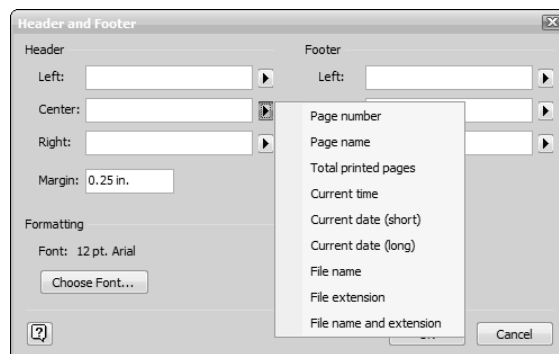 Header and Footer
Header
Footer
Left:
Left:
Center:
Right:
Margin: 0.25 in.
Page number
Page name
Total printed pages
Current time
Current date (short)
Current date (long)
File name
File extension
File name and extension
Formatting
Font: 12 pt. Arial
Choose Font...
?
Cancel